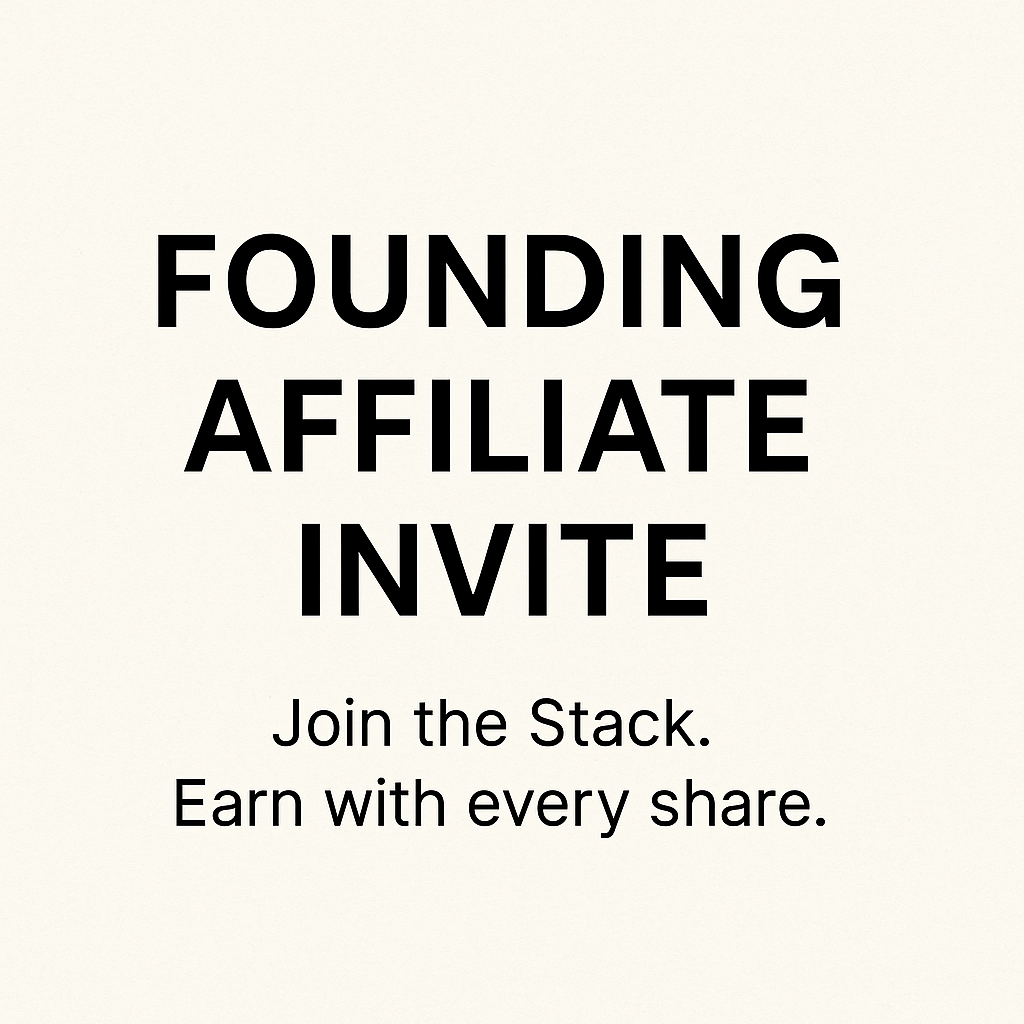 FOUNDING
AFFILIATE
INVITE
Join the Stack.
Earn with every share.